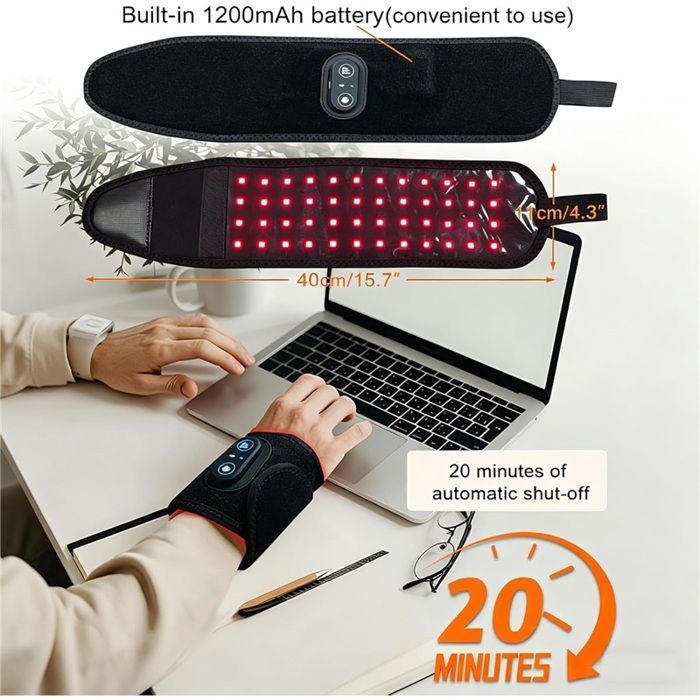 Built-in 1200mAh battery(convenient to use)
11cm/4.3"
40cm/15.7"
20 minutes of
automatic shut-off
20
MINUTES